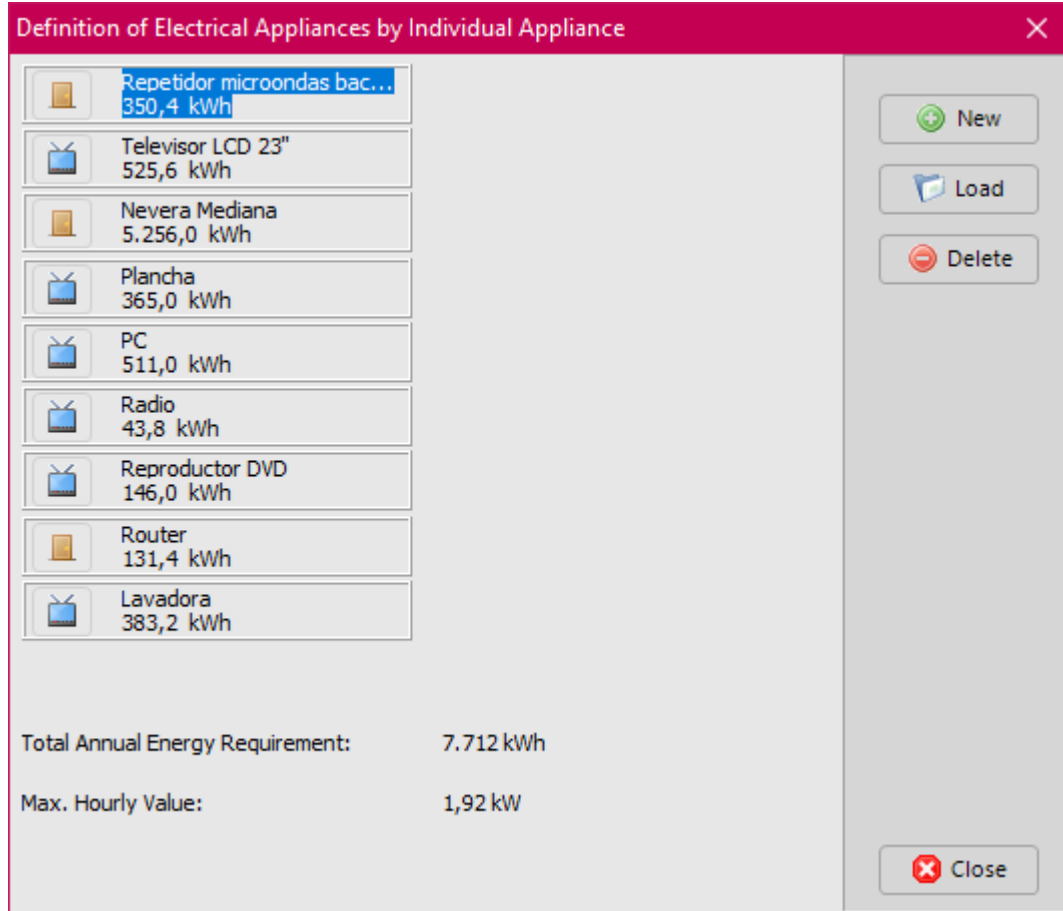 Definition of Electrical Appliances by Individual Appliance
Repetidor microondas bac...
350,4 kWh
Televisor LCD 23"
525,6 kWh
Nevera Mediana
5.256,0 kWh
Plancha
365,0 kWh
PC
511,0 kWh
Radio
43,8 kWh
Reproductor DVD
146,0 kWh
Router
131,4 kWh
Lavadora
383,2 kWh
Total Annual Energy Requirement: 7.712 kWh
Max. Hourly Value: 1,92 kW
New
Load
Delete
Close